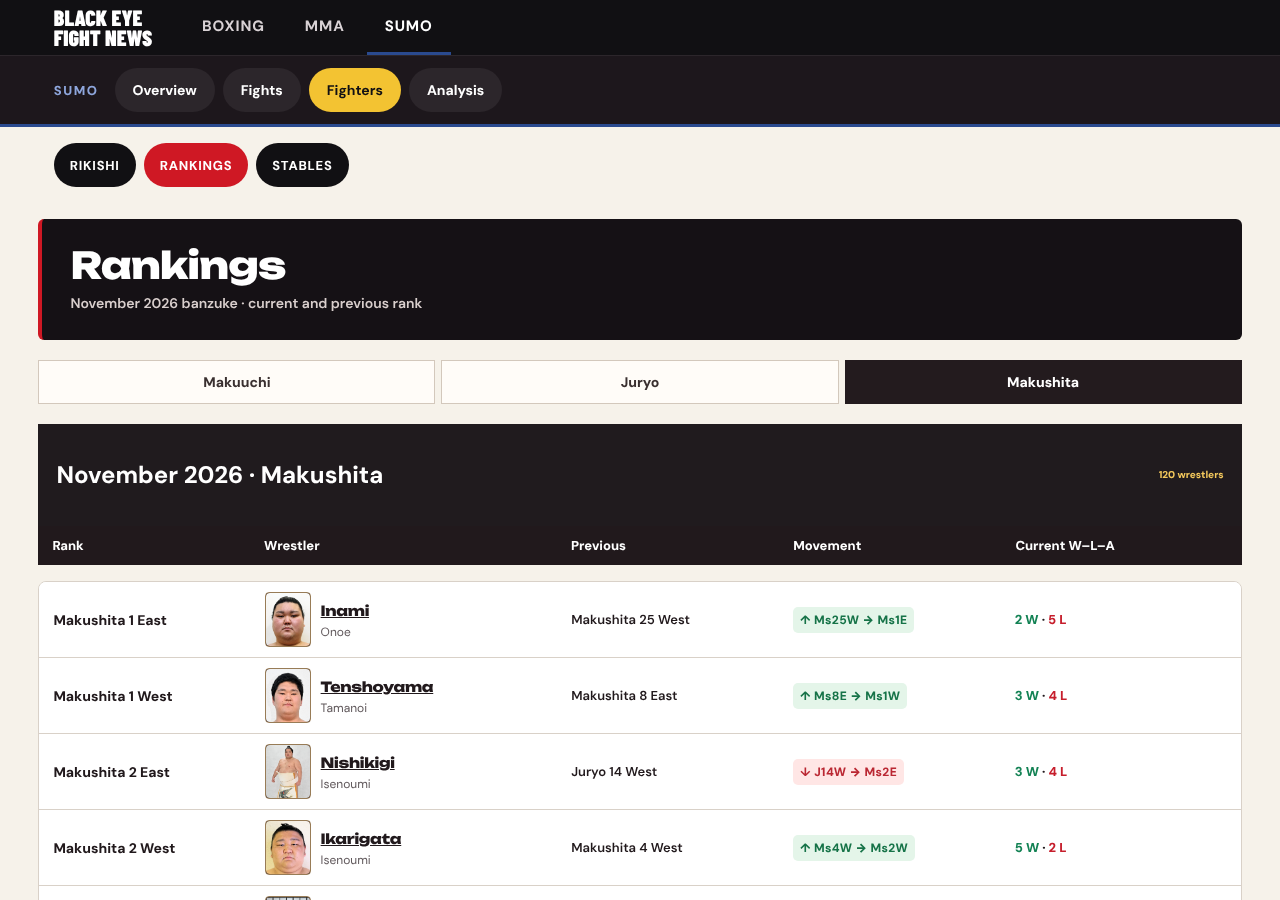 BLACK EYE
FIGHT NEWS
BOXING MMA SUMO
SUMO Overview Fights Fighters Analysis
RIKISHI RANKINGS STABLES
Rankings
November 2026 banzuke · current and previous rank
Makuuchi Juryo Makushita
November 2026 · Makushita 120 wrestlers
Rank Wrestler Previous Movement Current W–L–A
Makushita 1 East Inami Makushita 25 West ↑ Ms25W → Ms1E 2 W · 5 L
Onoe
Makushita 1 West Tenshoyama Makushita 8 East ↑ Ms8E → Ms1W 3 W · 4 L
Tamanoi
Makushita 2 East Nishikigi Juryo 14 West ↓ J14W → Ms2E 3 W · 4 L
Isenoumi
Makushita 2 West Ikarigata Makushita 4 West ↑ Ms4W → Ms2W 5 W · 2 L
Isenoumi